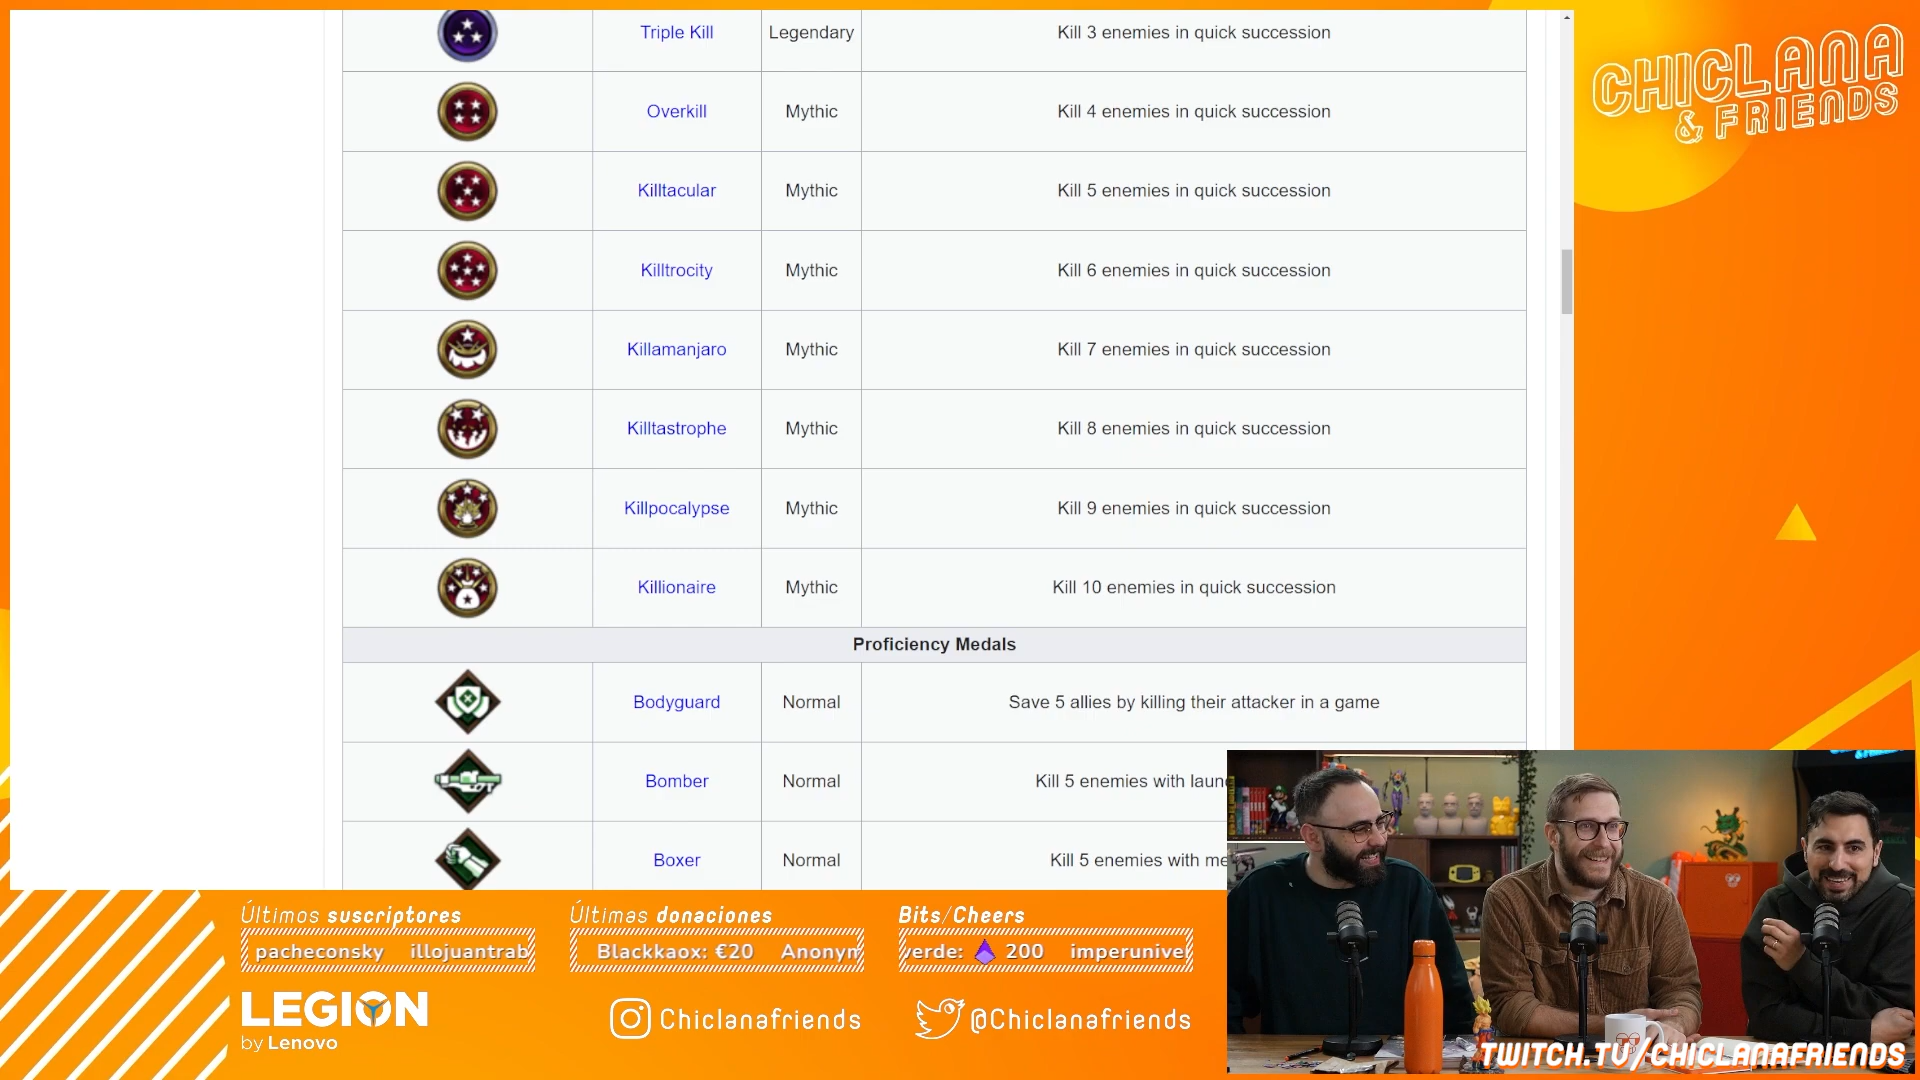 Triple Kill Legendary Kill 3 enemies in quick succession
Overkill Mythic Kill 4 enemies in quick succession
Killtacular Mythic Kill 5 enemies in quick succession
Killtrocity Mythic Kill 6 enemies in quick succession
Killamanjaro Mythic Kill 7 enemies in quick succession
Killtastrophe Mythic Kill 8 enemies in quick succession
Killpocalypse Mythic Kill 9 enemies in quick succession
Killionaire Mythic Kill 10 enemies in quick succession
Proficiency Medals
Bodyguard Normal Save 5 allies by killing their attacker in a game
Bomber Normal Kill 5 enemies with laun
Boxer Normal Kill 5 enemies with me
CHICLANA
& FRIENDS
Últimos suscriptores
pacheconsky illojuantrab
Últimas donaciones
Blackkaox: €20 Anonym
Bits/Cheers
verde: 200 imperunive
LEGION
by Lenovo
Chiclanafriends
@Chiclanafriends
TWITCH.TV/CHICLANAFRIENDS